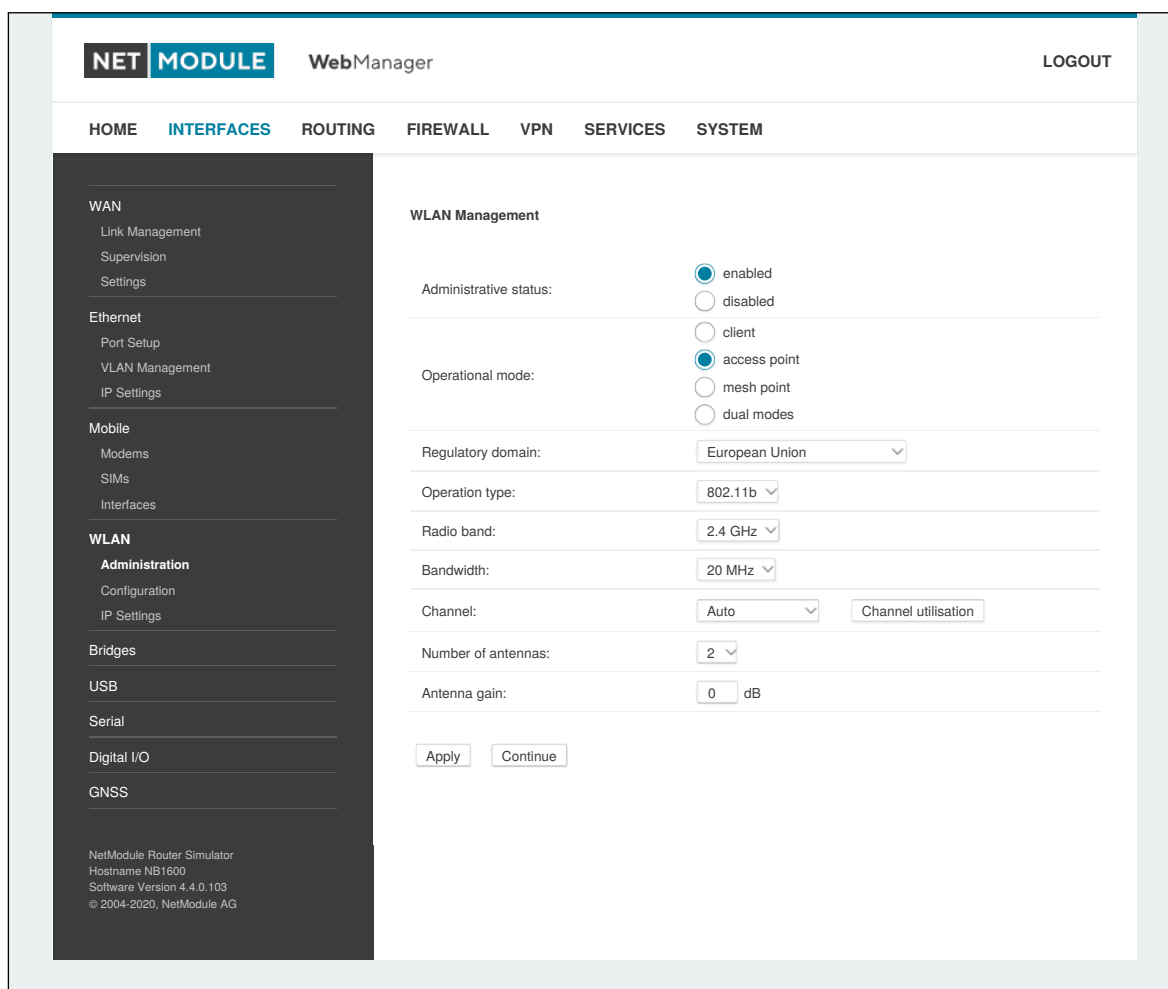 NET MODULE WebManager LOGOUT
HOME INTERFACES ROUTING FIREWALL VPN SERVICES SYSTEM
WAN
Link Management
Supervision
Settings
Ethernet
Port Setup
VLAN Management
IP Settings
Mobile
Modems
SIMs
Interfaces
WLAN
Administration
Configuration
IP Settings
Bridges
USB
Serial
Digital I/O
GNSS
NetModule Router Simulator
Hostname NB1600
Software Version 4.4.0.103
© 2004-2020, NetModule AG
WLAN Management
Administrative status:
enabled
disabled
Operational mode:
client
access point
mesh point
dual modes
Regulatory domain: European Union
Operation type: 802.11b
Radio band: 2.4 GHz
Bandwidth: 20 MHz
Channel: Auto Channel utilisation
Number of antennas: 2
Antenna gain: 0 dB
Apply Continue